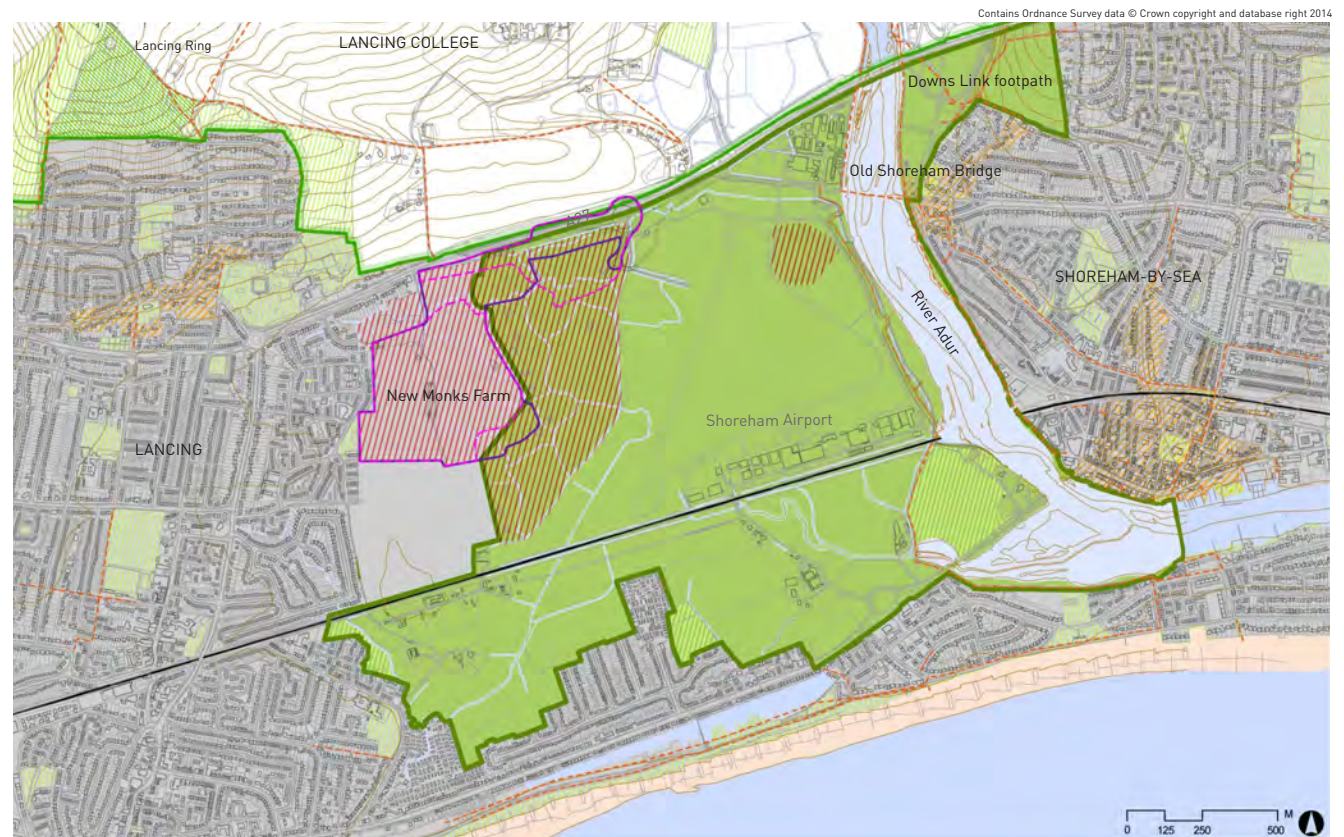 Contains Ordnance Survey data © Crown copyright and database right 2014
Lancing Ring
LANCING COLLEGE
Downs Link footpath
Old Shoreham Bridge
A27
SHOREHAM-BY-SEA
River Adur
New Monks Farm
Shoreham Airport
LANCING
M
0 125 250 500